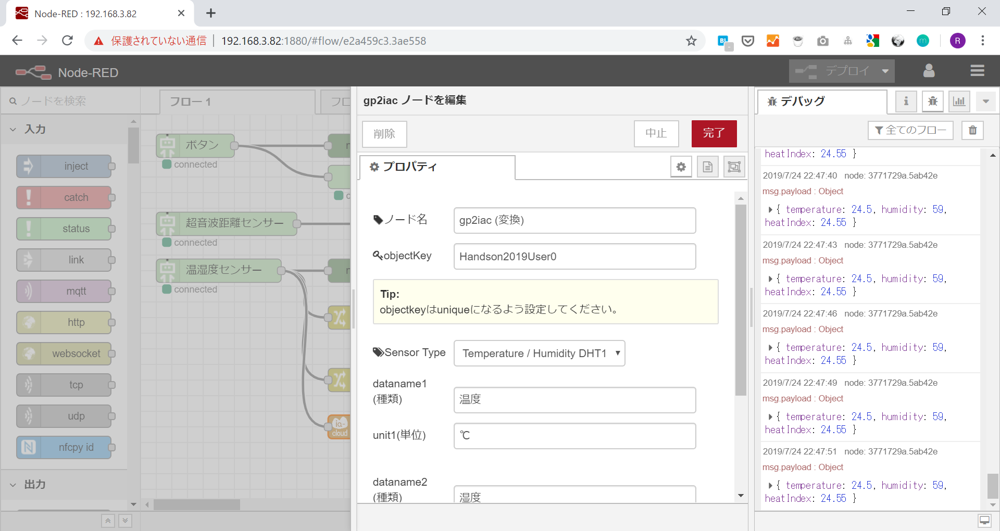 Node-RED : 192.168.3.82
保護されていない通信
192.168.3.82:1880/#flow/e2a459c3.3ae558
R
Node-RED
デプロイ
ノードを検索
入力
inject
catch
status
link
mqtt
http
websocket
tcp
udp
nfcpy id
出力
フロー 1
フロ
ボタン
connected
超音波距離センサー
connected
温湿度センサー
connected
ia-
cloud
gp2iac ノードを編集
削除
中止
完了
プロパティ
ノード名
gp2iac (変換)
objectKey
Handson2019User0
Tip:
objectkeyはuniqueになるよう設定してください。
Sensor Type
Temperature / Humidity DHT1
dataname1
(種類)
温度
unit1(単位)
℃
dataname2
(種類)
湿度
デバッグ
i
全てのフロー
heatIndex: 24.55 }
2019/7/24 22:47:40 node: 3771729a.5ab42e
msg.payload : Object
{ temperature: 24.5, humidity: 59,
heatIndex: 24.55 }
2019/7/24 22:47:43 node: 3771729a.5ab42e
msg.payload : Object
{ temperature: 24.5, humidity: 59,
heatIndex: 24.55 }
2019/7/24 22:47:46 node: 3771729a.5ab42e
msg.payload : Object
{ temperature: 24.5, humidity: 59,
heatIndex: 24.55 }
2019/7/24 22:47:49 node: 3771729a.5ab42e
msg.payload : Object
{ temperature: 24.5, humidity: 59,
heatIndex: 24.55 }
2019/7/24 22:47:51 node: 3771729a.5ab42e
msg.payload : Object
{ temperature: 24.5, humidity: 59,
heatIndex: 24.55 }